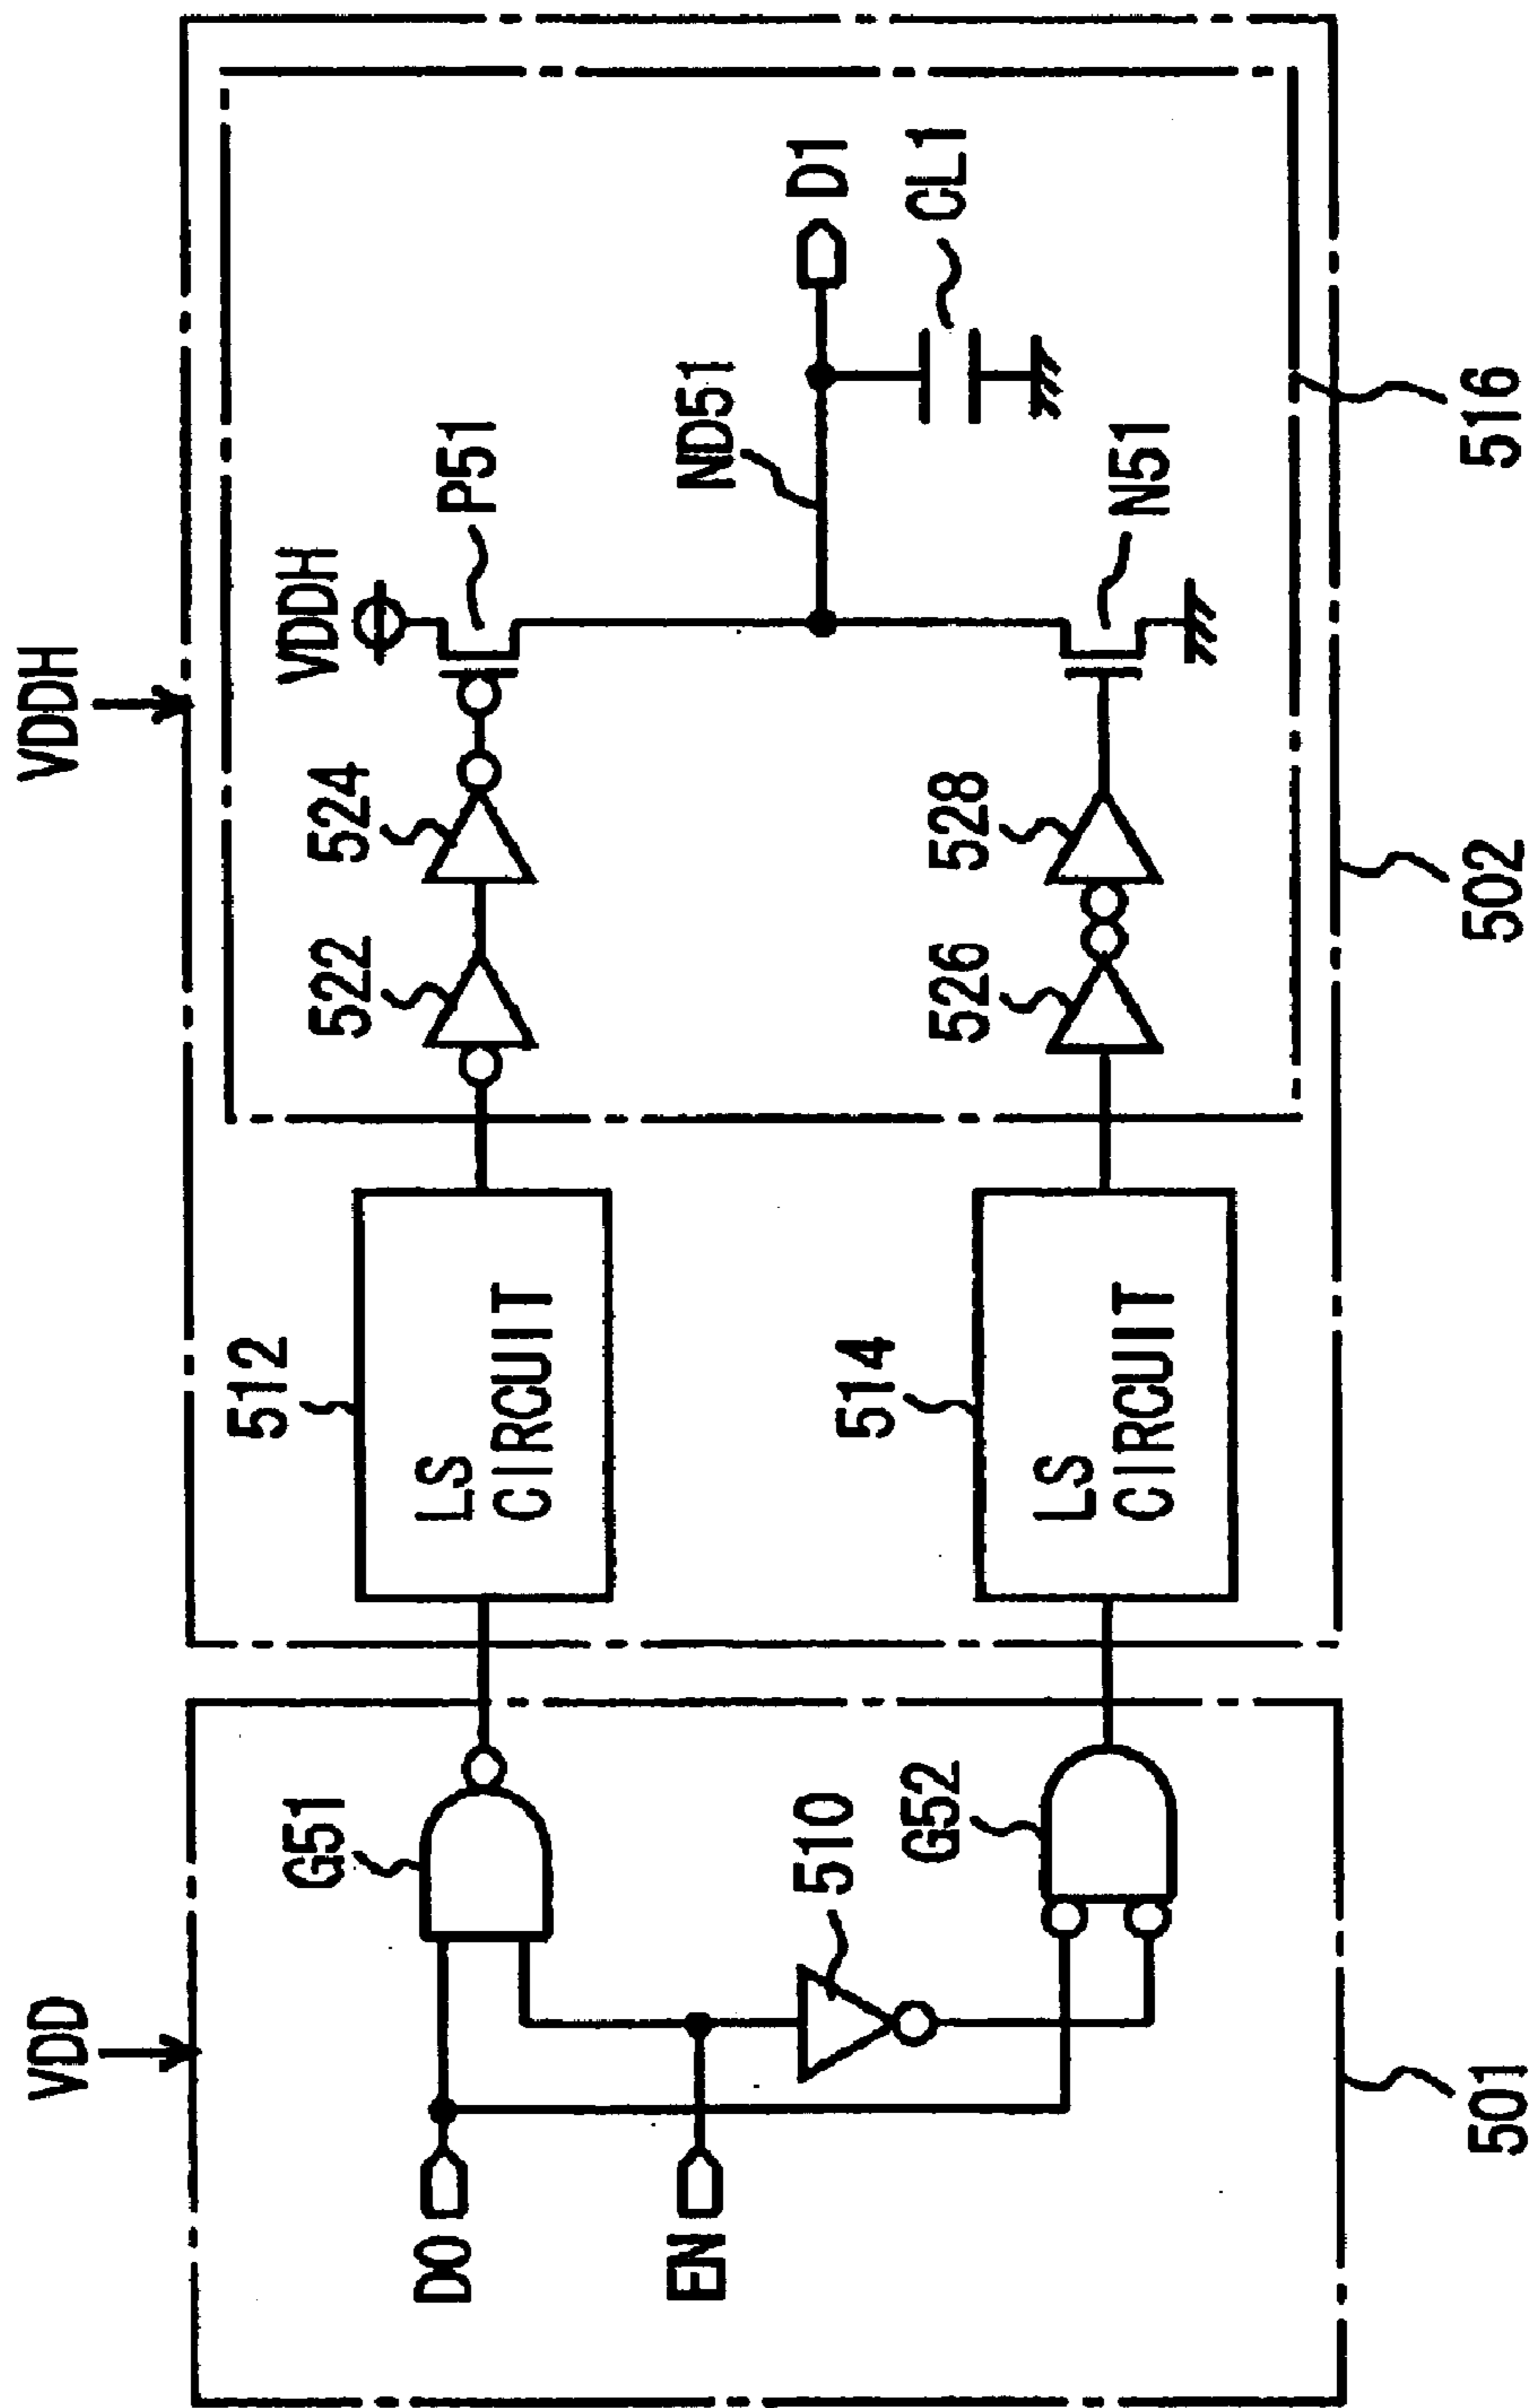 VDD
VDDH
DO
EN
G51
510
G52
501
512
LS
CIRCUIT
514
LS
CIRCUIT
522
524
526
528
VDDH
P51
ND51
N51
D1
CL1
502
516